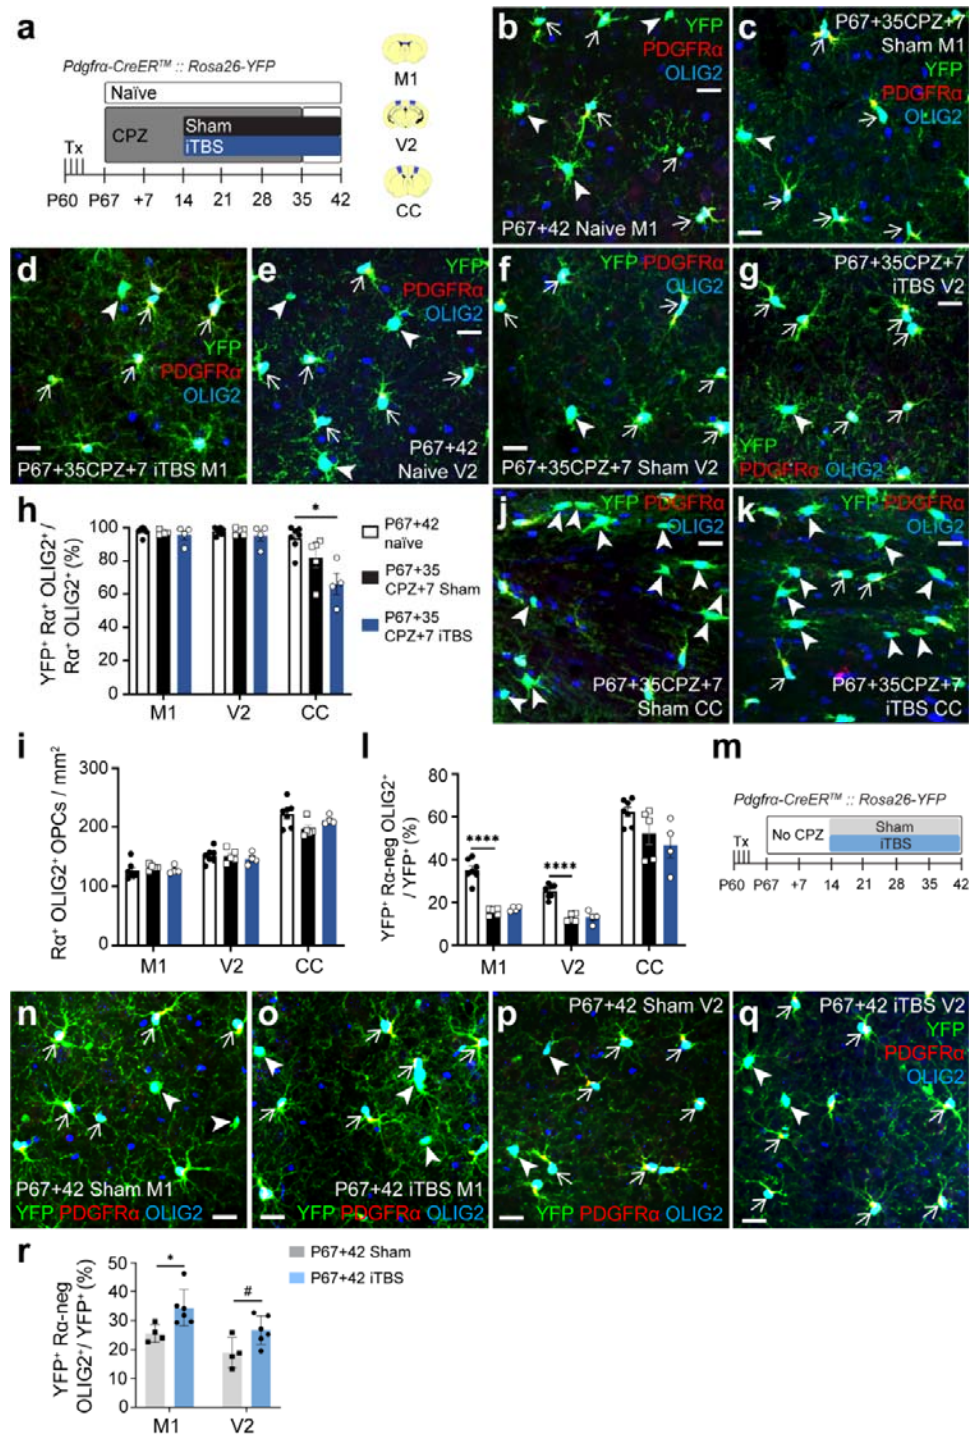 a
Pdgfrα-CreER™ :: Rosa26-YFP
Naïve
CPZ
Sham
iTBS
Tx
P60 P67 +7 14 21 28 35 42
M1
V2
CC
b
YFP
PDGFRα
OLIG2
P67+42 Naive M1
c
P67+35CPZ+7
Sham M1
YFP
PDGFRα
OLIG2
d
YFP
PDGFRα
OLIG2
P67+35CPZ+7 iTBS M1
e
YFP
PDGFRα
OLIG2
P67+42
Naive V2
f
YFP PDGFRα
OLIG2
P67+35CPZ+7 Sham V2
g
P67+35CPZ+7
iTBS V2
YFP
PDGFRα OLIG2
h
YFP⁺ Rα⁺ OLIG2⁺/
Rα⁺ OLIG2⁺ (%)
100
80
60
40
20
0
*
M1 V2 CC
P67+42
naïve
P67+35
CPZ+7 Sham
P67+35
CPZ+7 iTBS
j
YFP PDGFRα
OLIG2
P67+35CPZ+7
Sham CC
k
YFP PDGFRα
OLIG2
P67+35CPZ+7
iTBS CC
i
Rα⁺ OLIG2⁺ OPCs / mm²
300
200
100
0
M1 V2 CC
l
YFP⁺ Rα-neg OLIG2⁺
/ YFP⁺ (%)
80
60
40
20
0
****
****
M1 V2 CC
m
Pdgfrα-CreER™ :: Rosa26-YFP
No CPZ
Sham
iTBS
Tx
P60 P67 +7 14 21 28 35 42
n
P67+42 Sham M1
YFP PDGFRα OLIG2
o
P67+42 iTBS M1
YFP PDGFRα OLIG2
p
P67+42 Sham V2
YFP PDGFRα OLIG2
q
P67+42 iTBS V2
YFP
PDGFRα
OLIG2
r
YFP⁺ Rα-neg
OLIG2⁺/ YFP⁺ (%)
50
40
30
20
10
0
*
#
M1 V2
P67+42 Sham
P67+42 iTBS